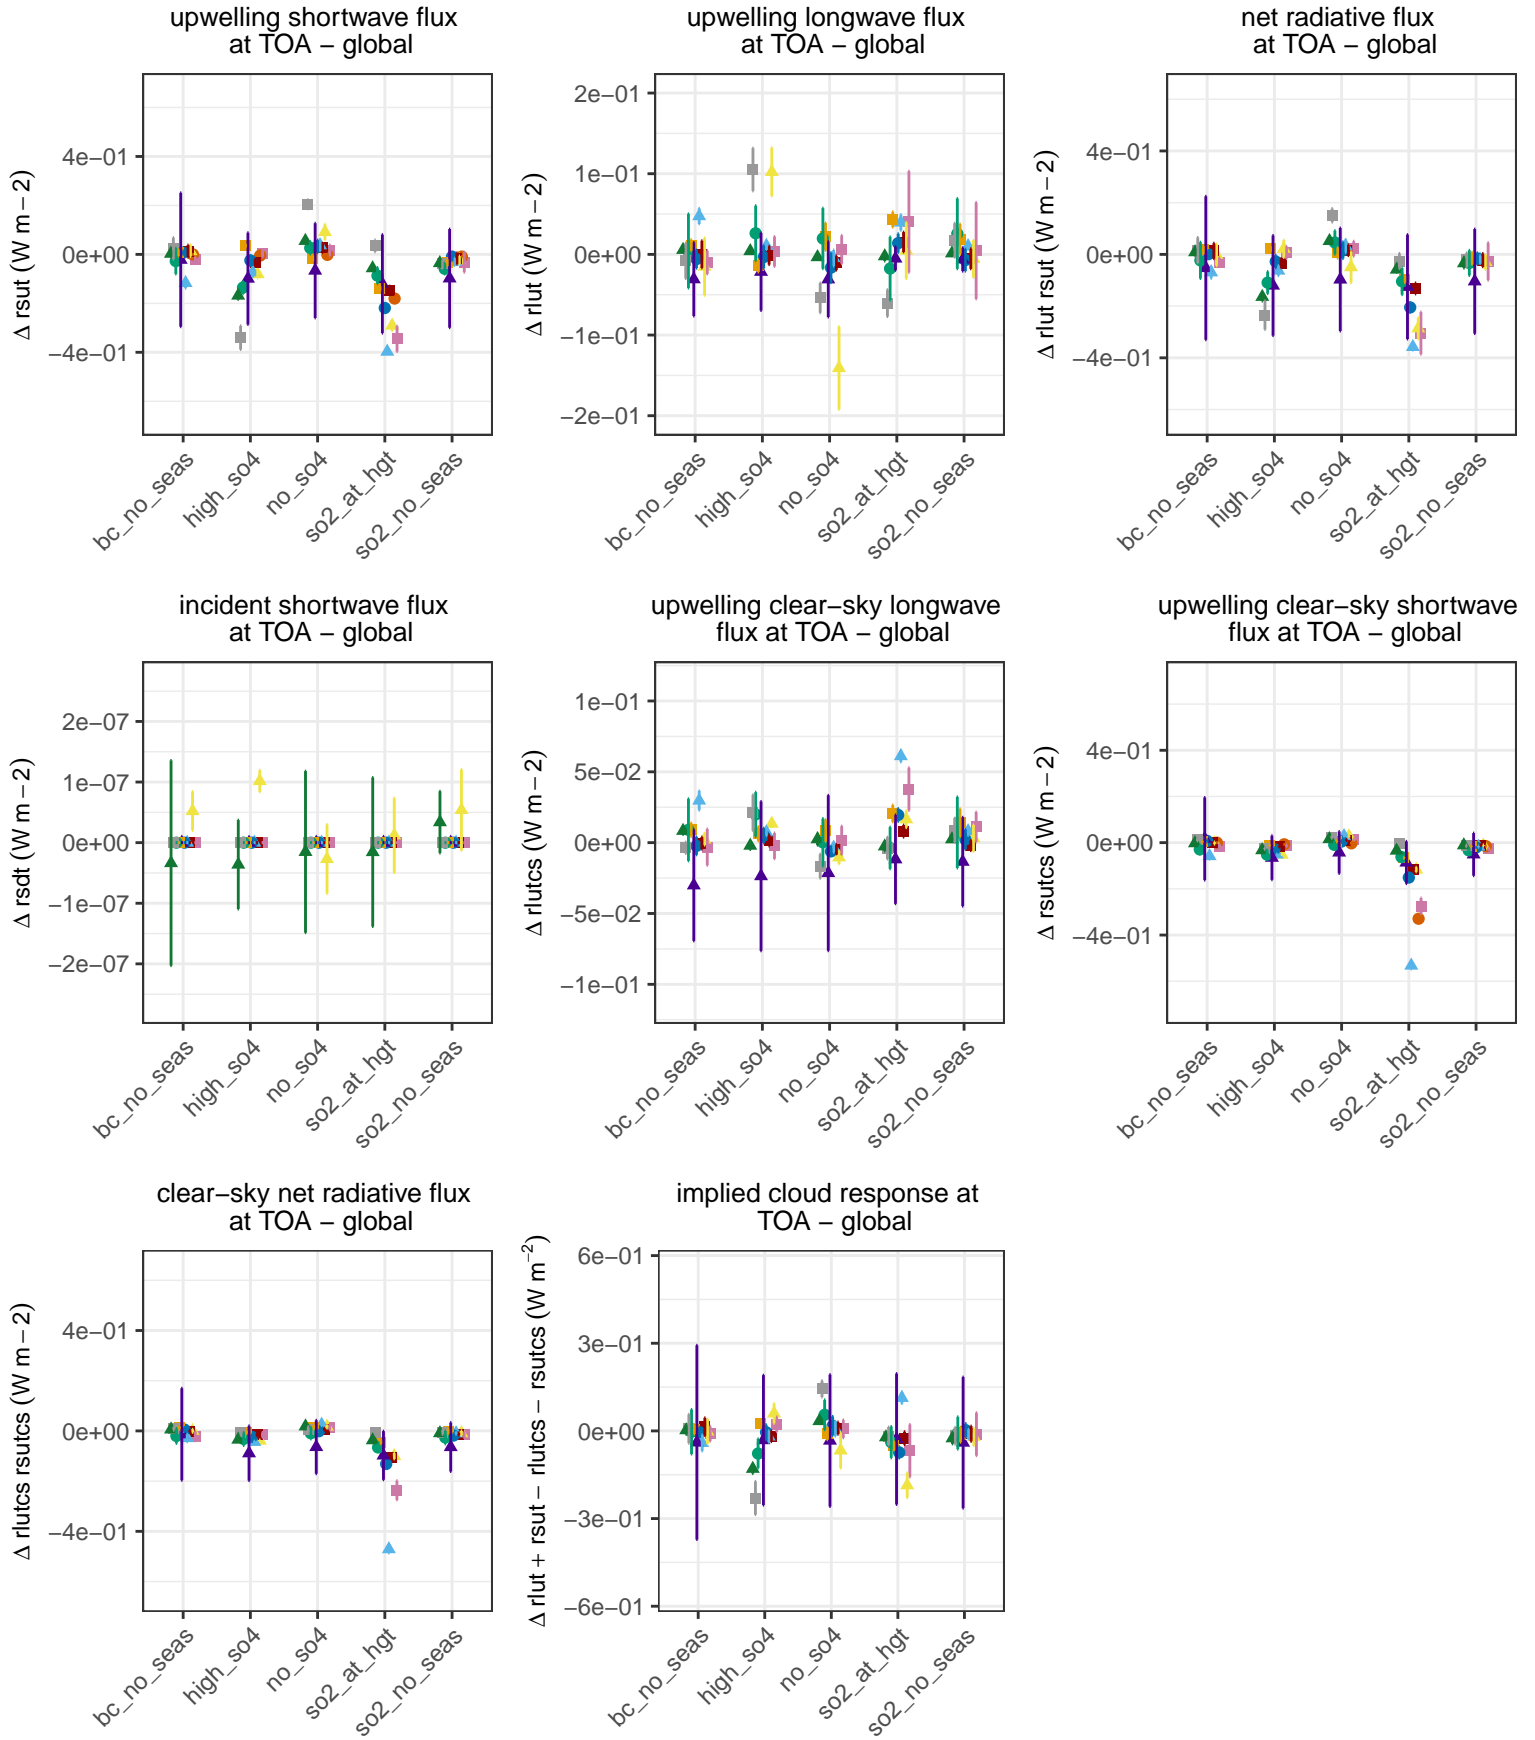 upwelling shortwave flux
at TOA − global
Δ rsut (W m−2)
4e−01
0e+00
−4e−01
bc_no_seas
high_so4
no_so4
so2_at_hgt
so2_no_seas
upwelling longwave flux
at TOA − global
Δ rlut (W m−2)
2e−01
1e−01
0e+00
−1e−01
−2e−01
bc_no_seas
high_so4
no_so4
so2_at_hgt
so2_no_seas
net radiative flux
at TOA − global
Δ rlut rsut (W m−2)
4e−01
0e+00
−4e−01
bc_no_seas
high_so4
no_so4
so2_at_hgt
so2_no_seas
incident shortwave flux
at TOA − global
Δ rsdt (W m−2)
2e−07
1e−07
0e+00
−1e−07
−2e−07
bc_no_seas
high_so4
no_so4
so2_at_hgt
so2_no_seas
upwelling clear−sky longwave
flux at TOA − global
Δ rlutcs (W m−2)
1e−01
5e−02
0e+00
−5e−02
−1e−01
bc_no_seas
high_so4
no_so4
so2_at_hgt
so2_no_seas
upwelling clear−sky shortwave
flux at TOA − global
Δ rsutcs (W m−2)
4e−01
0e+00
−4e−01
bc_no_seas
high_so4
no_so4
so2_at_hgt
so2_no_seas
clear−sky net radiative flux
at TOA − global
Δ rlutcs rsutcs (W m−2)
4e−01
0e+00
−4e−01
bc_no_seas
high_so4
no_so4
so2_at_hgt
so2_no_seas
implied cloud response at
TOA − global
Δ rlut + rsut − rlutcs − rsutcs (W m⁻²)
6e−01
3e−01
0e+00
−3e−01
−6e−01
bc_no_seas
high_so4
no_so4
so2_at_hgt
so2_no_seas